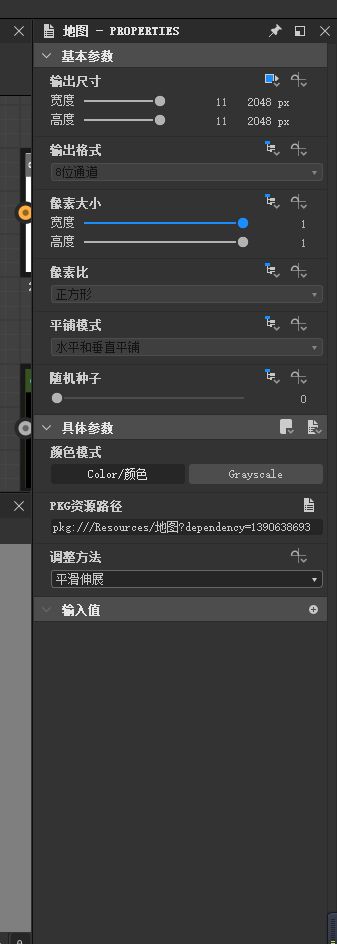 地图 – PROPERTIES
基本参数
输出尺寸
宽度 11 2048 px
高度 11 2048 px
输出格式
8位通道
像素大小
宽度 1
高度 1
像素比
正方形
平铺模式
水平和垂直平铺
随机种子
0
具体参数
颜色模式
Color/颜色 Grayscale
PKG资源路径
pkg:///Resources/地图?dependency=1390638693
调整方法
平滑伸展
输入值